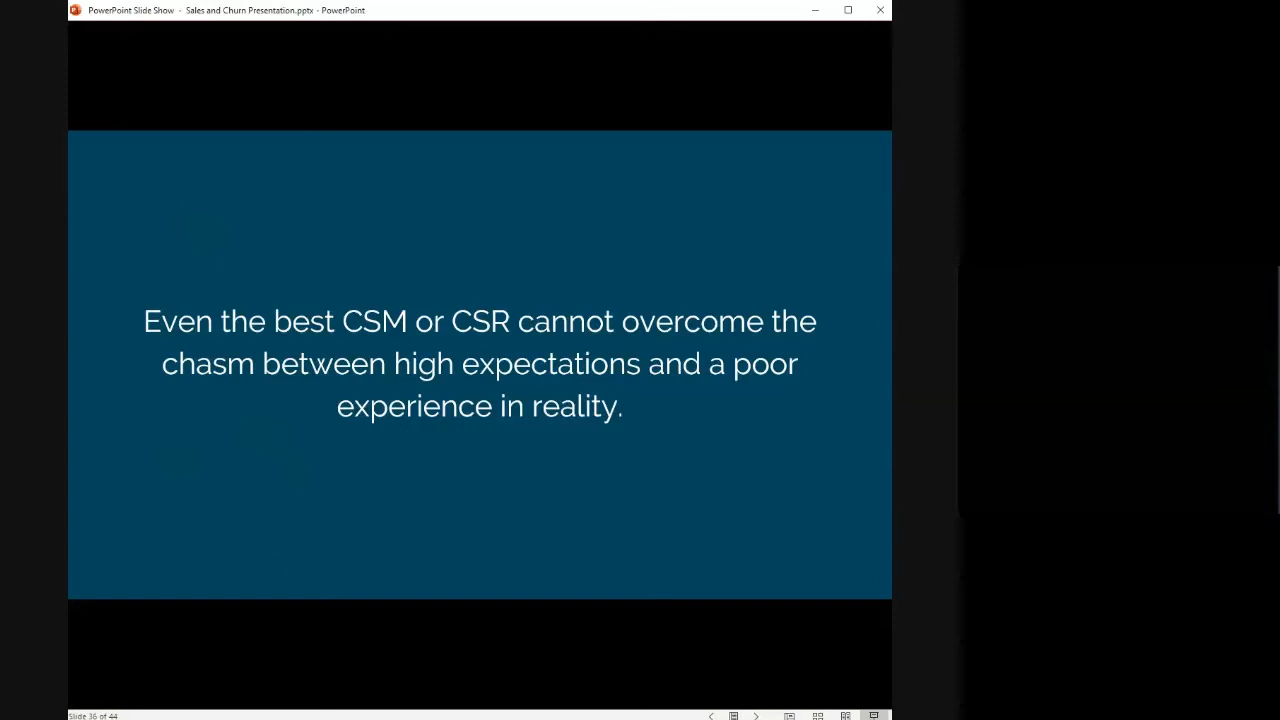 PowerPoint Slide Show - Sales and Churn Presentation.pptx - PowerPoint
Even the best CSM or CSR cannot overcome the
chasm between high expectations and a poor
experience in reality.
Slide 36 of 44